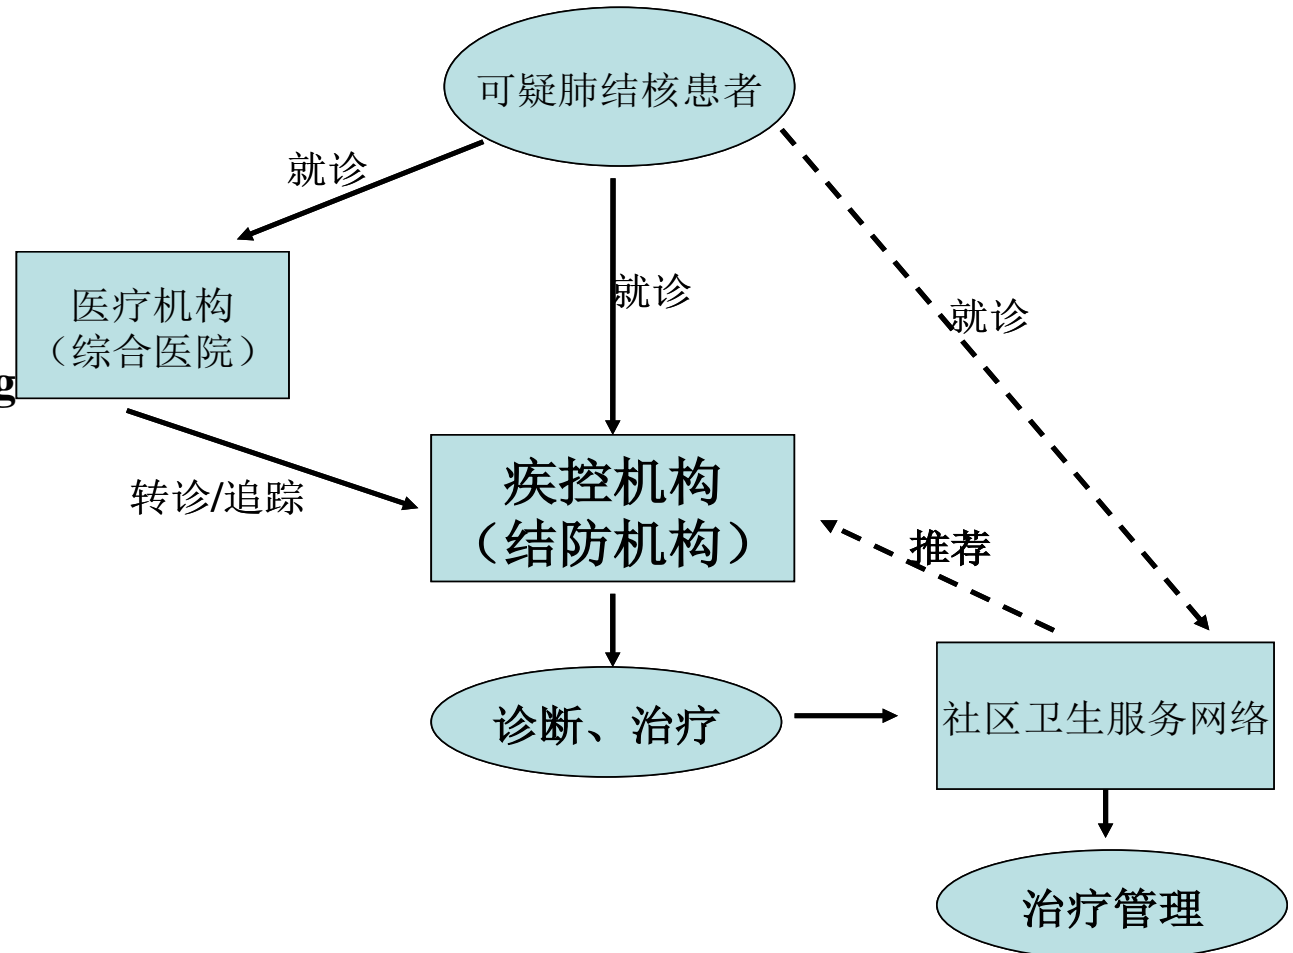 可疑肺结核患者
就诊
就诊
就诊
医疗机构
（综合医院）
g
转诊/追踪
疾控机构
（结防机构）
推荐
诊断、治疗
社区卫生服务网络
治疗管理